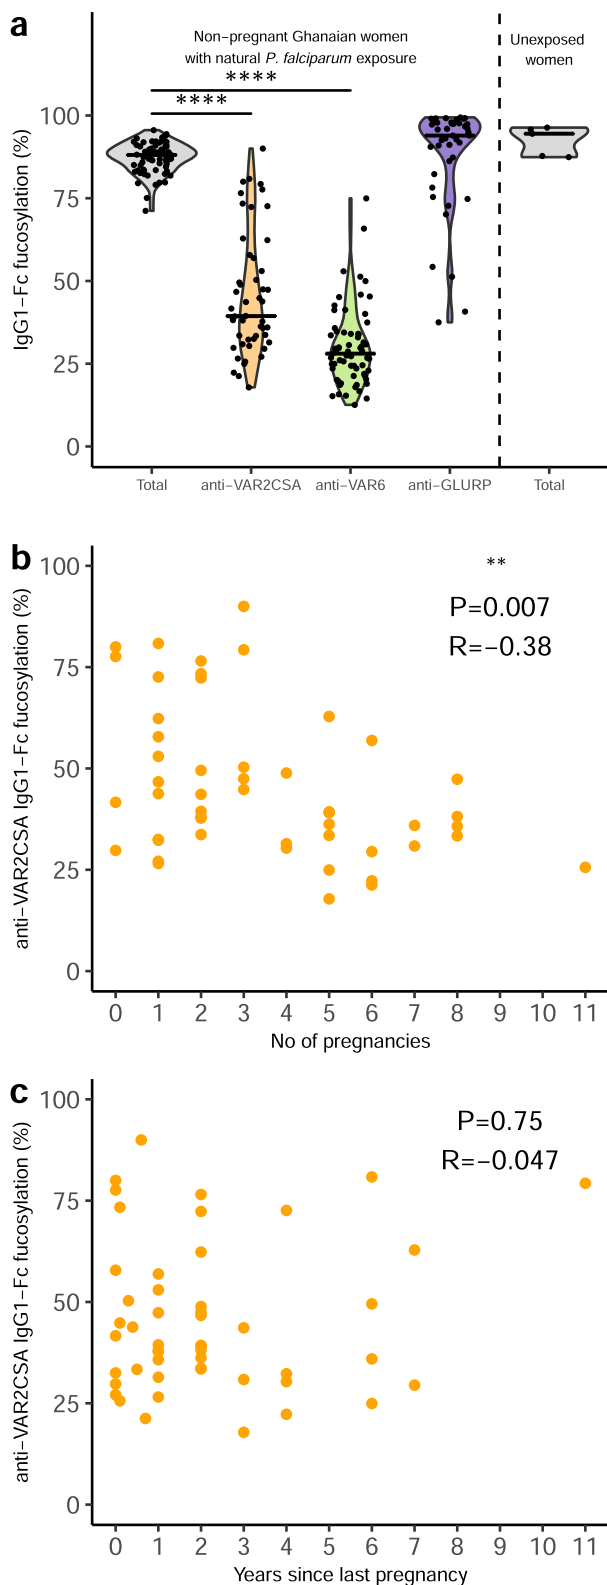 a
Non−pregnant Ghanaian women
with natural P. falciparum exposure
Unexposed
women
****
****
IgG1−Fc fucosylation (%)
100
75
50
25
0
Total
anti−VAR2CSA
anti−VAR6
anti−GLURP
Total
b
anti−VAR2CSA IgG1−Fc fucosylation (%)
100
75
50
25
0
**
P=0.007
R=−0.38
0 1 2 3 4 5 6 7 8 9 10 11
No of pregnancies
c
anti−VAR2CSA IgG1−Fc fucosylation (%)
100
75
50
25
0
P=0.75
R=−0.047
0 1 2 3 4 5 6 7 8 9 10 11
Years since last pregnancy